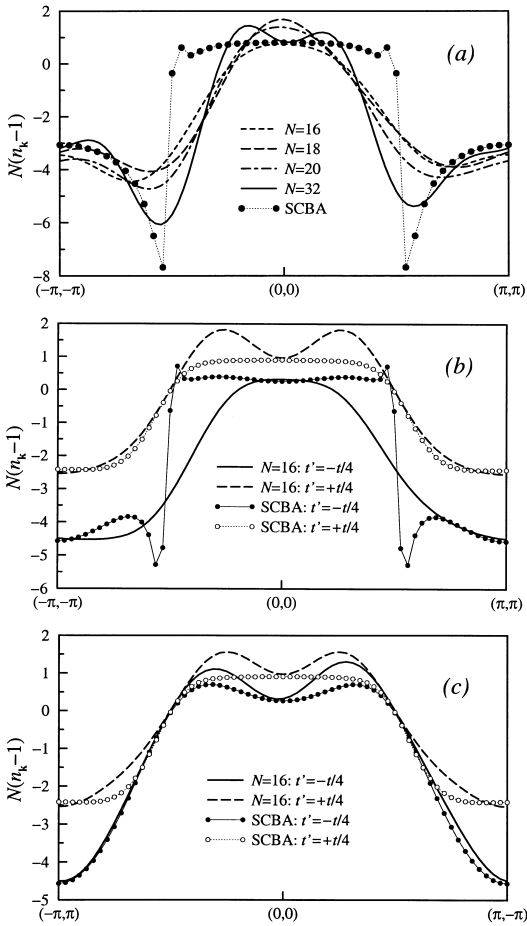 2
0
−2
−4
−6
−8
N(n_k−1)
(a)
N=16
N=18
N=20
N=32
SCBA
(−π,−π)
(0,0)
(π,π)
2
1
0
−1
−2
−3
−4
−5
−6
N(n_k−1)
(b)
N=16: t'=−t/4
N=16: t'=+t/4
SCBA: t'=−t/4
SCBA: t'=+t/4
(−π,−π)
(0,0)
(π,π)
2
1
0
−1
−2
−3
−4
−5
N(n_k−1)
(c)
N=16: t'=−t/4
N=16: t'=+t/4
SCBA: t'=−t/4
SCBA: t'=+t/4
(−π,π)
(0,0)
(π,−π)